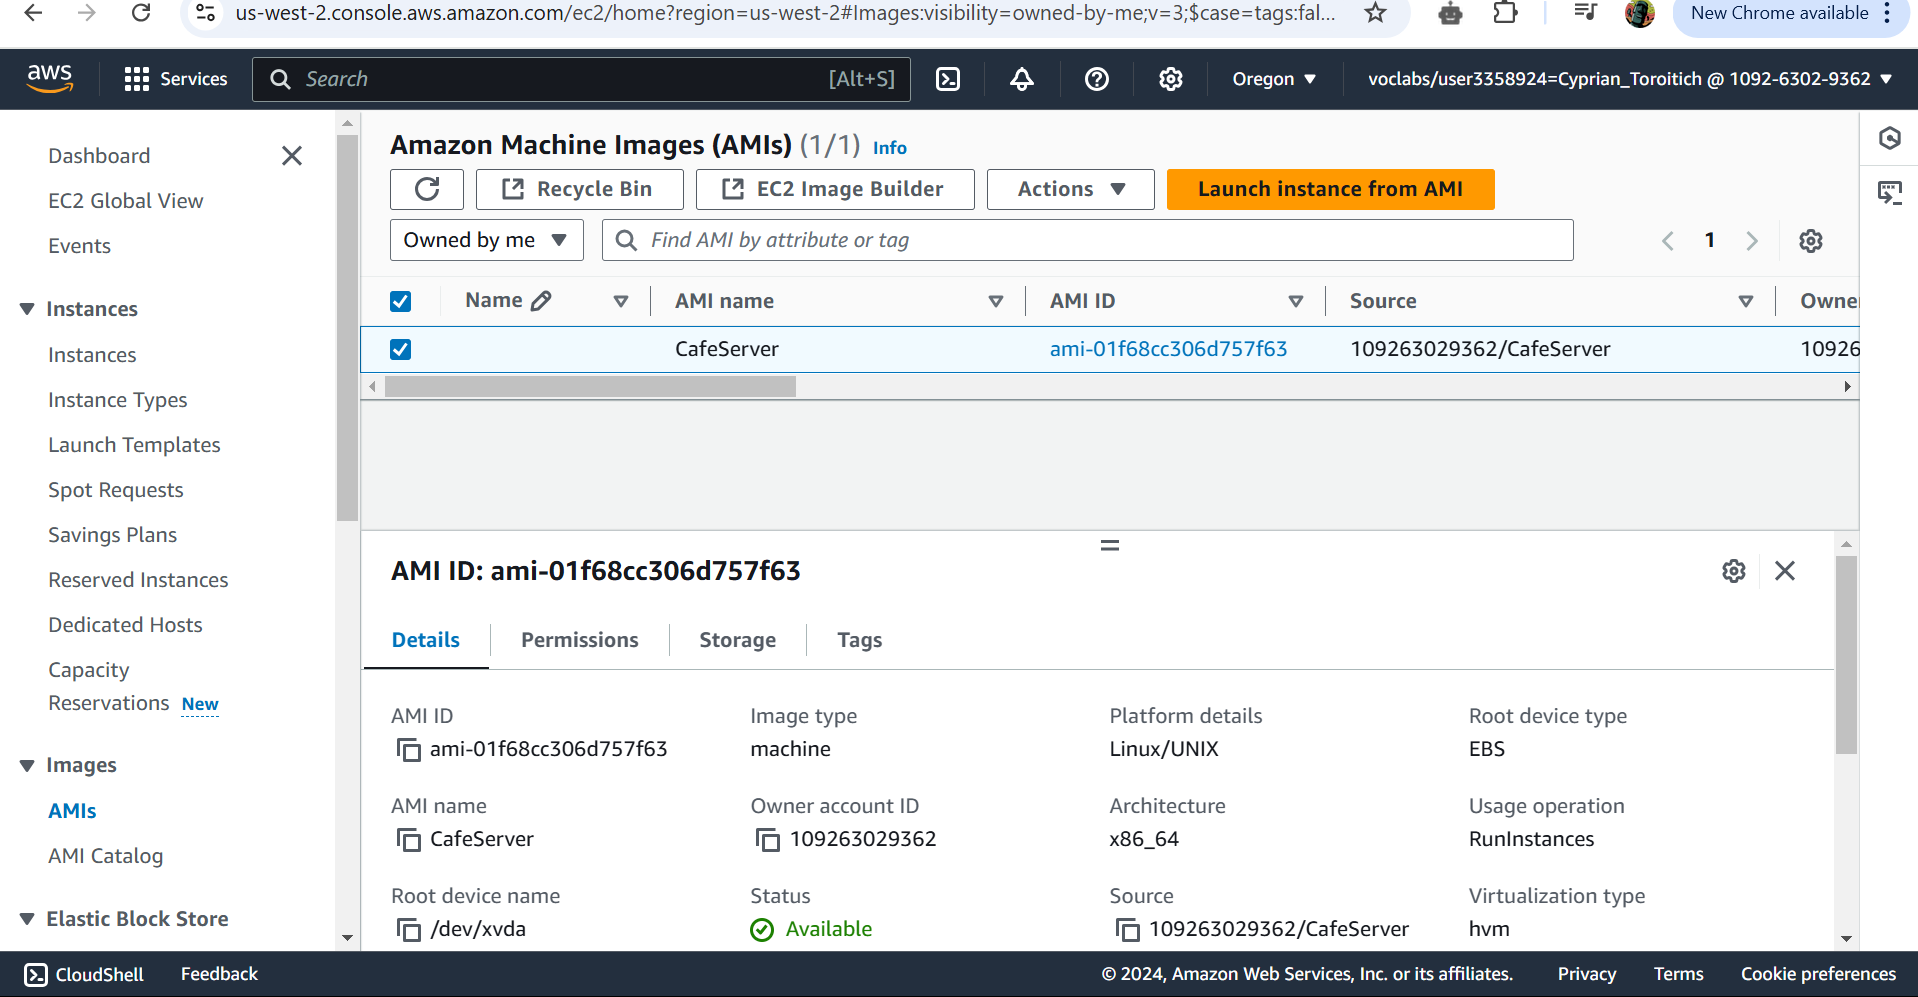 us-west-2.console.aws.amazon.com/ec2/home?region=us-west-2#Images:visibility=owned-by-me;v=3;$case=tags:fal...
New Chrome available
aws
Services
Search
[Alt+S]
Oregon
voclabs/user3358924=Cyprian_Toroitich @ 1092-6302-9362
Dashboard
EC2 Global View
Events
Instances
Instances
Instance Types
Launch Templates
Spot Requests
Savings Plans
Reserved Instances
Dedicated Hosts
Capacity
Reservations New
Images
AMIs
AMI Catalog
Elastic Block Store
Amazon Machine Images (AMIs) (1/1) Info
Recycle Bin
EC2 Image Builder
Actions
Launch instance from AMI
Owned by me
Find AMI by attribute or tag
1
Name
AMI name
AMI ID
Source
Owne
CafeServer
ami-01f68cc306d757f63
109263029362/CafeServer
10926
AMI ID: ami-01f68cc306d757f63
Details
Permissions
Storage
Tags
AMI ID
ami-01f68cc306d757f63
Image type
machine
Platform details
Linux/UNIX
Root device type
EBS
AMI name
CafeServer
Owner account ID
109263029362
Architecture
x86_64
Usage operation
RunInstances
Root device name
/dev/xvda
Status
Available
Source
109263029362/CafeServer
Virtualization type
hvm
CloudShell
Feedback
© 2024, Amazon Web Services, Inc. or its affiliates.
Privacy
Terms
Cookie preferences